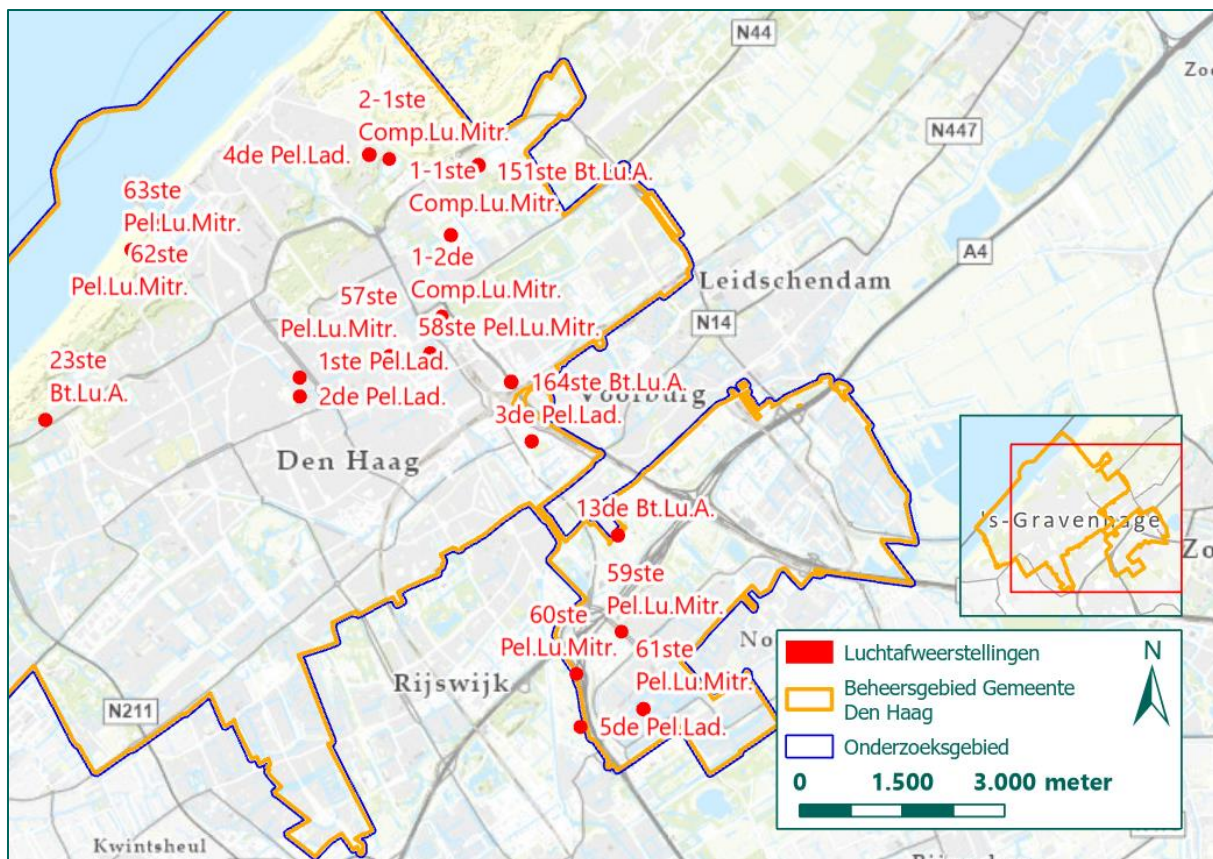 N44
Zoe
2-1ste
Comp.Lu.Mitr.
N447
4de Pel.Lad.
1-1ste
Comp.Lu.Mitr.
151ste Bt.Lu.A.
63ste
Pel.Lu.Mitr.
62ste
Pel.Lu.Mitr.
1-2de
Comp.Lu.Mitr.
A4
Leidschendam
57ste
Pel.Lu.Mitr.
58ste Pel.Lu.Mitr.
N14
1ste Pel.Lad.
23ste
Bt.Lu.A.
2de Pel.Lad.
164ste Bt.Lu.A.
Voorburg
3de Pel.Lad.
Den Haag
13de Bt.Lu.A.
's-Gravenhage
Zo
59ste
Pel.Lu.Mitr.
60ste
Pel.Lu.Mitr.
61ste
Pel.Lu.Mitr.
No
Rijswijk
N211
5de Pel.Lad.
Kwintsheul
Luchtafweerstellingen
N
Beheersgebied Gemeente
Den Haag
Onderzoeksgebied
0 1.500 3.000 meter